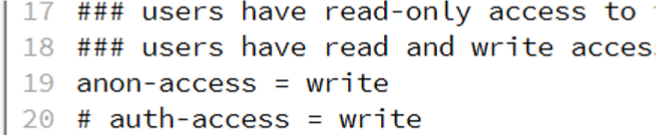 17 ### users have read-only access to
18 ### users have read and write acces
19 anon-access = write
20 # auth-access = write